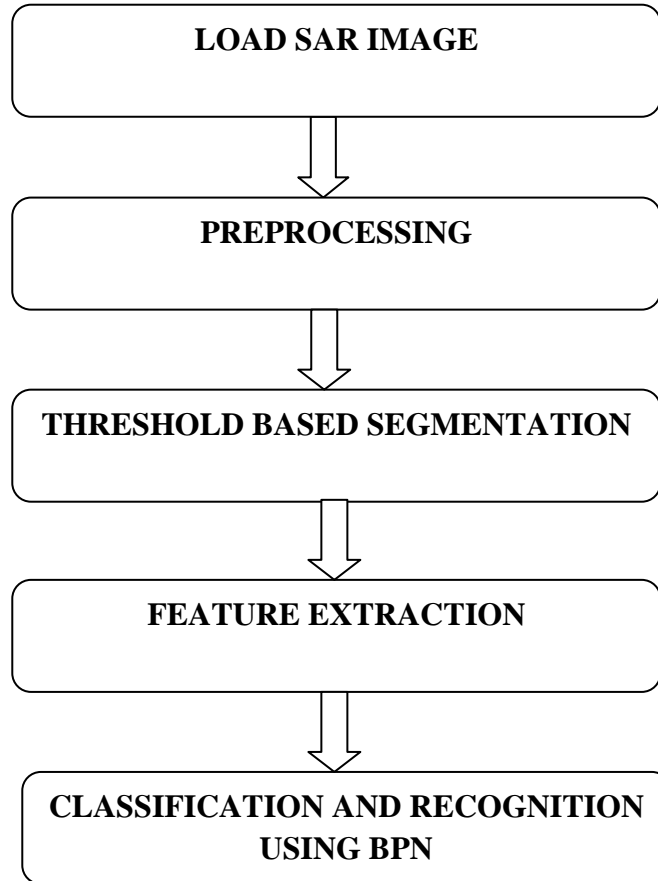 LOAD SAR IMAGE
PREPROCESSING
THRESHOLD BASED SEGMENTATION
FEATURE EXTRACTION
CLASSIFICATION AND RECOGNITION
USING BPN